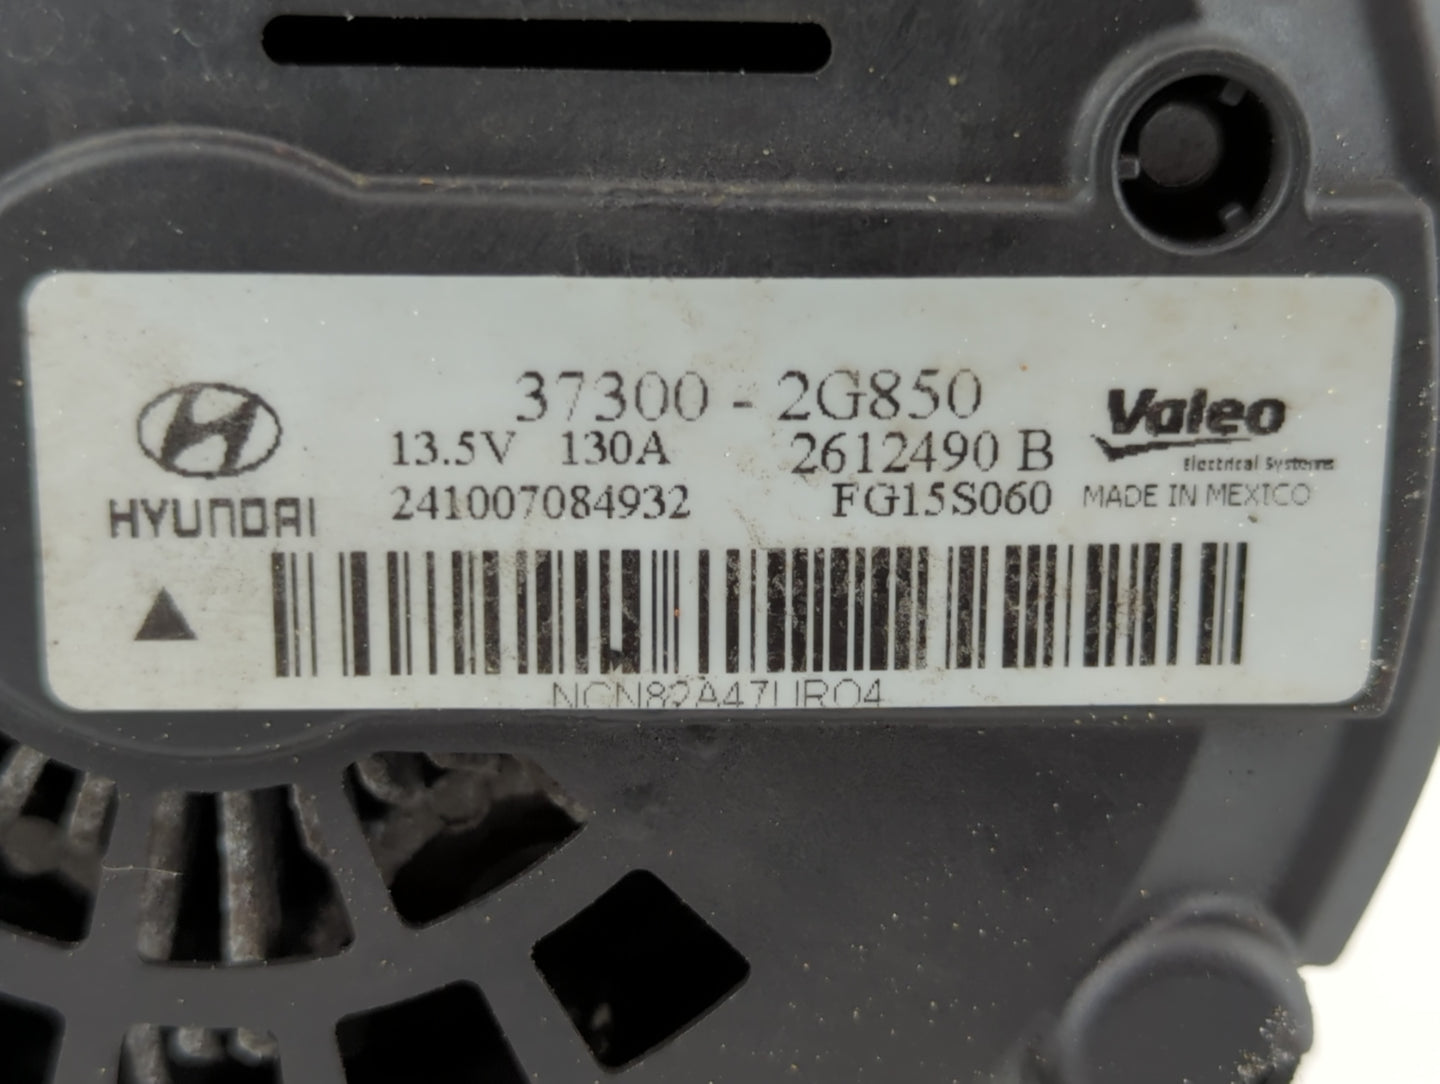 37300 - 2G850
13.5V 130A 2612490 B
241007084932 FG15S060
HYUNDAI
Valeo
Electrical Systems
MADE IN MEXICO